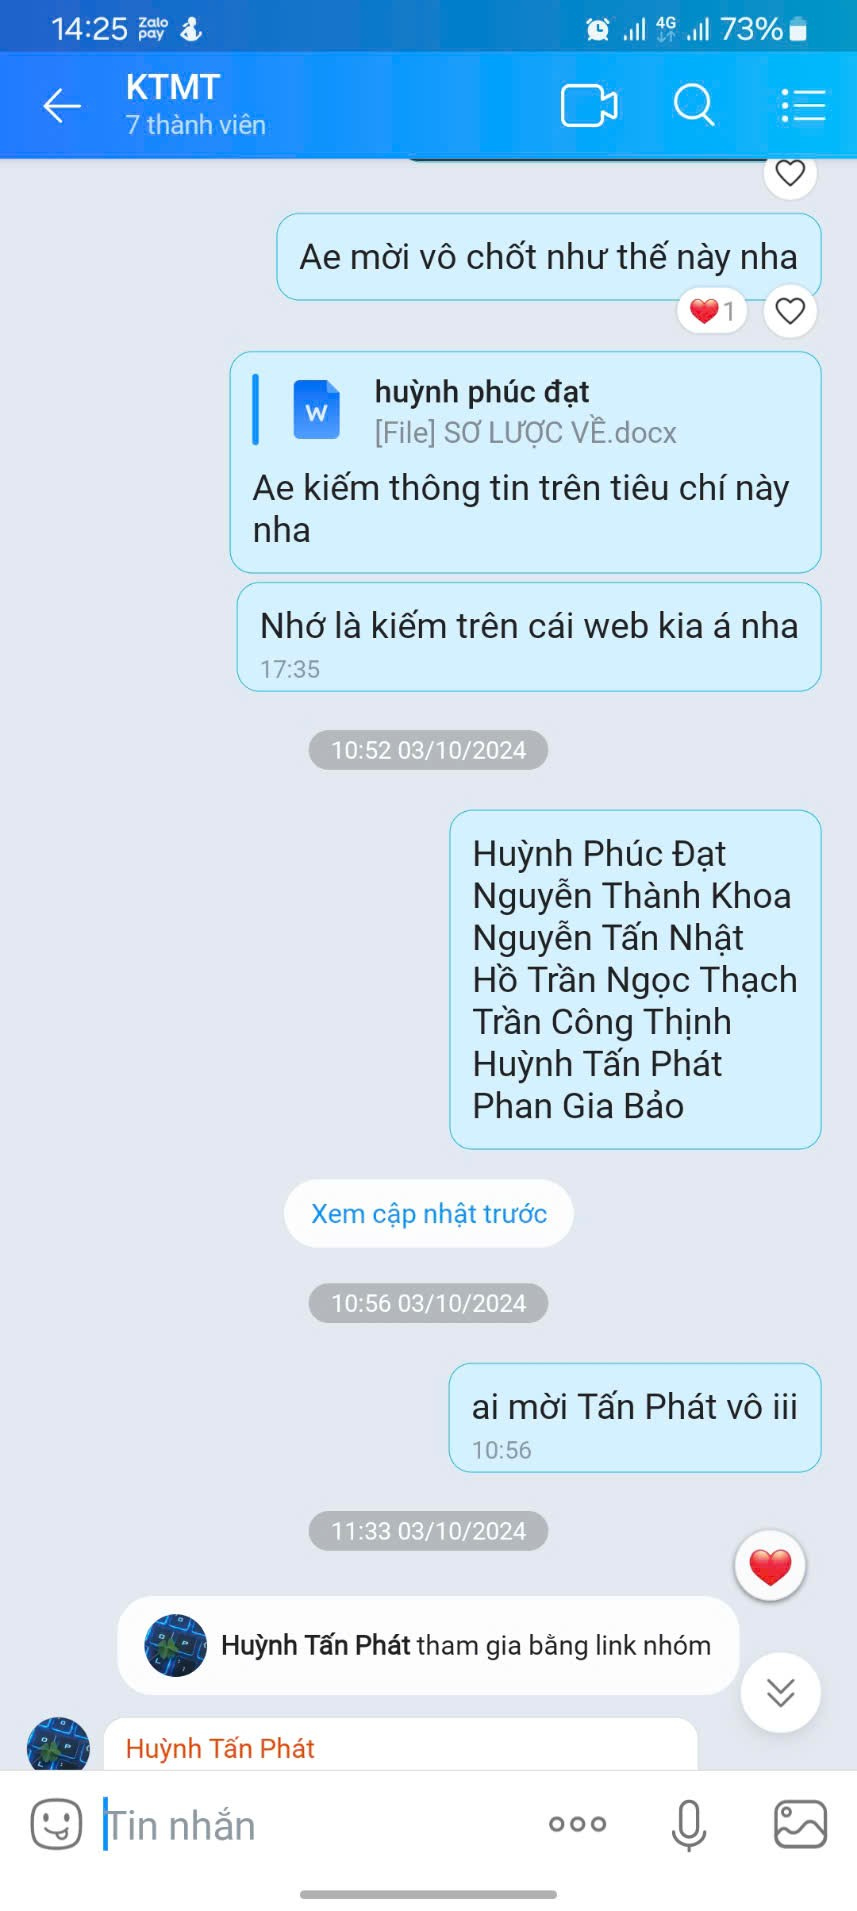 14:25 Zalo pay 4G 73%
KTMT
7 thành viên
Ae mời vô chốt như thế này nha
1
huỳnh phúc đạt
W
[File] SƠ LƯỢC VỀ.docx
Ae kiếm thông tin trên tiêu chí này
nha
Nhớ là kiếm trên cái web kia á nha
17:35
10:52 03/10/2024
Huỳnh Phúc Đạt
Nguyễn Thành Khoa
Nguyễn Tấn Nhật
Hồ Trần Ngọc Thạch
Trần Công Thịnh
Huỳnh Tấn Phát
Phan Gia Bảo
Xem cập nhật trước
10:56 03/10/2024
ai mời Tấn Phát vô iii
10:56
11:33 03/10/2024
Huỳnh Tấn Phát tham gia bằng link nhóm
Huỳnh Tấn Phát
Tin nhắn